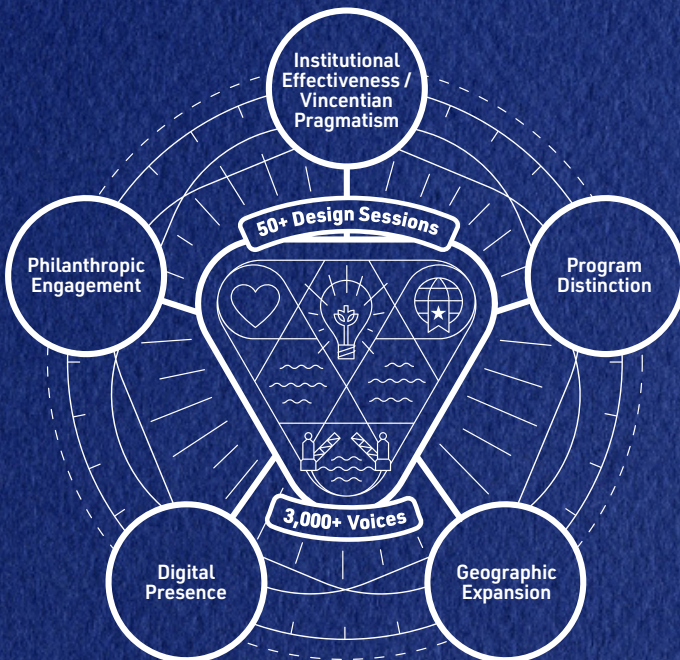 Institutional
Effectiveness /
Vincentian
Pragmatism
50+ Design Sessions
Philanthropic
Engagement
Program
Distinction
3,000+ Voices
Digital
Presence
Geographic
Expansion